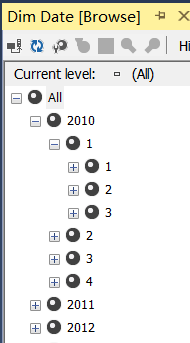 Dim Date [Browse]
Hi
Current level: (All)
All
2010
1
1
2
3
2
3
4
2011
2012